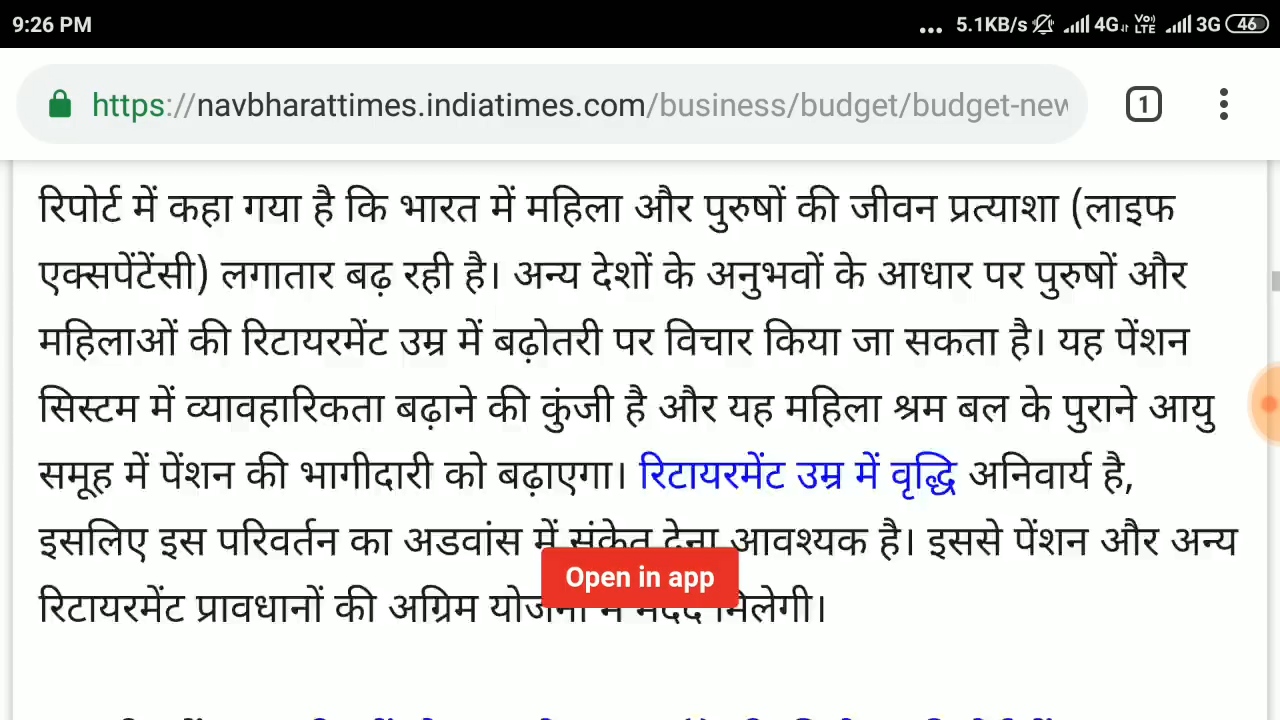 9:26 PM
... 5.1KB/s 4G Vo) LTE 3G 46
https://navbharattimes.indiatimes.com/business/budget/budget-new
1
रिपोर्ट में कहा गया है कि भारत में महिला और पुरुषों की जीवन प्रत्याशा (लाइफ
एक्सपेंटेंसी) लगातार बढ़ रही है। अन्य देशों के अनुभवों के आधार पर पुरुषों और
महिलाओं की रिटायरमेंट उम्र में बढ़ोतरी पर विचार किया जा सकता है। यह पेंशन
सिस्टम में व्यावहारिकता बढ़ाने की कुंजी है और यह महिला श्रम बल के पुराने आयु
समूह में पेंशन की भागीदारी को बढ़ाएगा। रिटायरमेंट उम्र में वृद्धि अनिवार्य है,
इसलिए इस परिवर्तन का अडवांस में संकेत देना आवश्यक है। इससे पेंशन और अन्य
Open in app
रिटायरमेंट प्रावधानों की अग्रिम योजना में मदद मिलेगी।